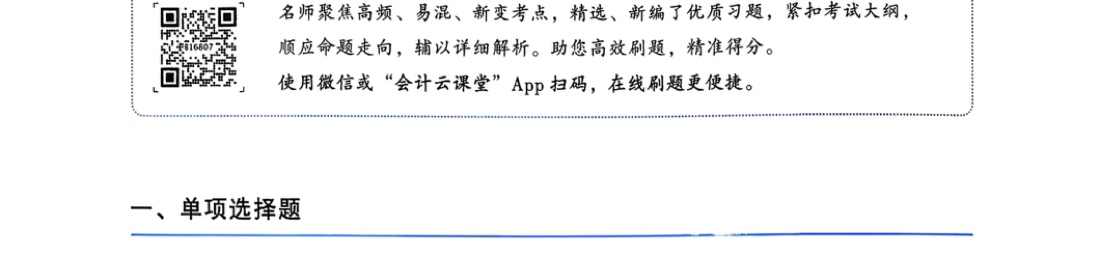 名师聚焦高频、易混、新变考点，精选、新编了优质习题，紧扣考试大纲，
P816807
顺应命题走向，辅以详细解析。助您高效刷题，精准得分。
使用微信或“会计云课堂”App 扫码，在线刷题更便捷。
一、单项选择题